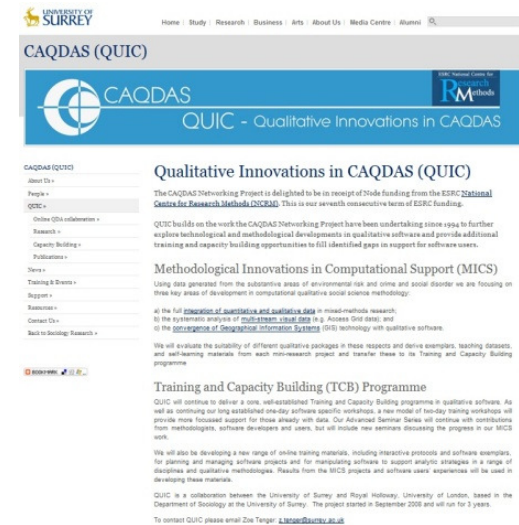 UNIVERSITY OF
SURREY
Home | Study | Research | Business | Arts | About Us | Media Centre | Alumni
CAQDAS (QUIC)
ESRC National Centre for
Research
Methods
CAQDAS
QUIC - Qualitative Innovations in CAQDAS
CAQDAS (QUIC)
About Us »
People »
QUIC »
Online QDA collaboration »
Research »
Capacity Building »
Publications »
News »
Training & Events »
Support »
Resources »
Contact Us »
Back to Sociology Research »
BOOKMARK
Qualitative Innovations in CAQDAS (QUIC)
The CAQDAS Networking Project is delighted to be in receipt of Node funding from the ESRC National
Centre for Research Methods (NCRM). This is our seventh consecutive term of ESRC funding.
QUIC builds on the work the CAQDAS Networking Project have been undertaking since 1994 to further
explore technological and methodological developments in qualitative software and provide additional
training and capacity building opportunities to fill identified gaps in support for software users.
Methodological Innovations in Computational Support (MICS)
Using data generated from the substantive areas of environmental risk and crime and social disorder we are focusing on
three key areas of development in computational qualitative social science methodology:
a) the full integration of quantitative and qualitative data in mixed-methods research;
b) the systematic analysis of multi-stream visual data (e.g. Access Grid data); and
c) the convergence of Geographical Information Systems (GIS) technology with qualitative software.
We will evaluate the suitability of different qualitative packages in these respects and derive exemplars, teaching datasets,
and self-learning materials from each mini-research project and transfer these to its Training and Capacity Building
programme
Training and Capacity Building (TCB) Programme
QUIC will continue to deliver a core, well-established Training and Capacity Building programme in qualitative software. As
well as continuing our long established one-day software specific workshops, a new model of two-day training workshops will
provide more focussed support for those already with data. Our Advanced Seminar Series will continue with contributions
from methodologists, software developers and users, but will include new seminars discussing the progress in our MICS
work.
We will also be developing a new range of on-line training materials, including interactive protocols and software exemplars,
for planning and managing software projects and for manipulating software to support analytic strategies in a range of
disciplines and qualitative methodologies. Results from the MICS projects and software users' experiences will be used in
developing these materials.
QUIC is a collaboration between the University of Surrey and Royal Holloway, University of London, based in the
Department of Sociology at the University of Surrey. The project started in September 2008 and will run for 3 years.
To contact QUIC please email Zoe Tenger: z.tenger@surrey.ac.uk